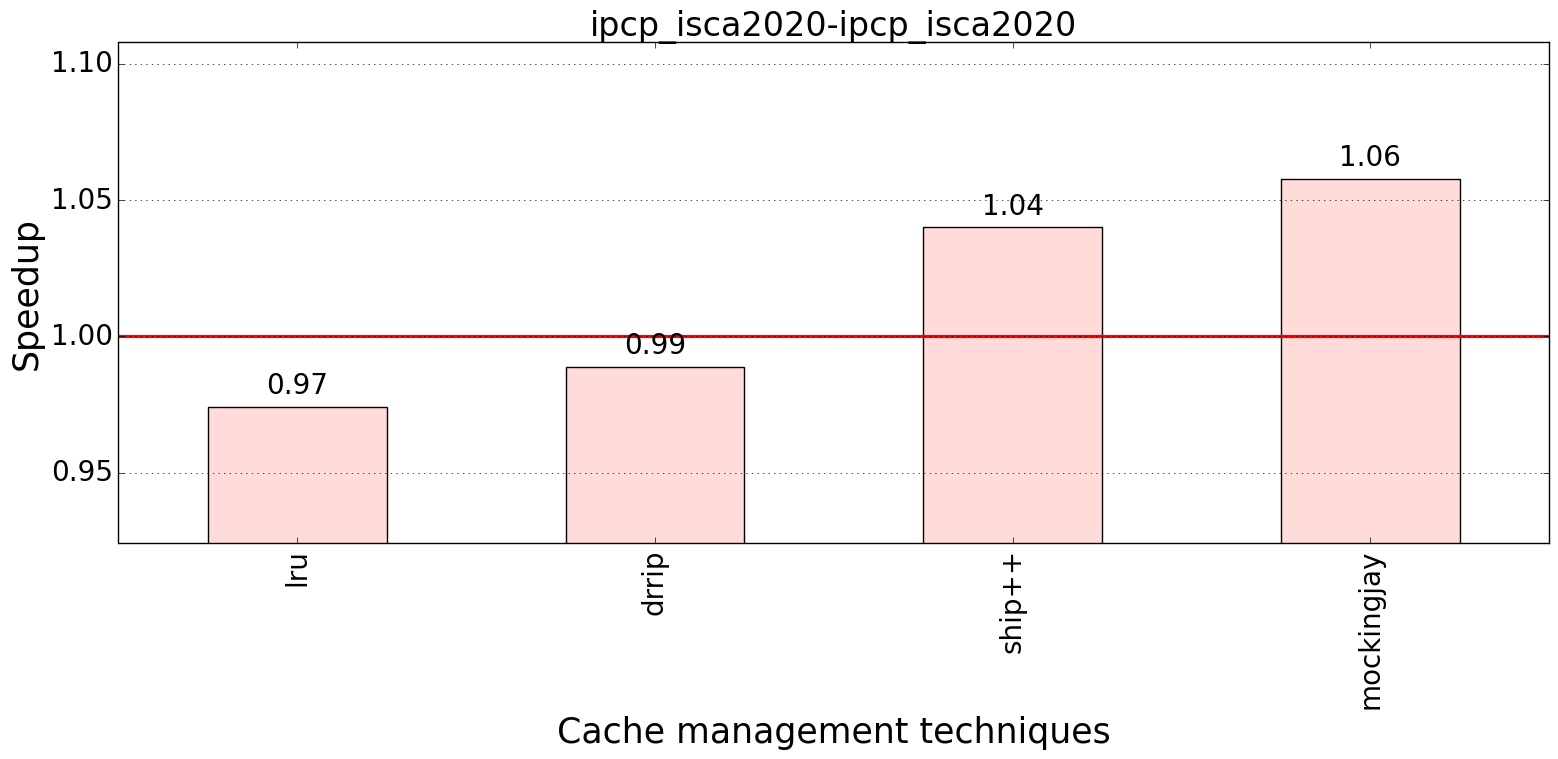 ipcp_isca2020-ipcp_isca2020
1.10
1.05
1.00
0.95
Speedup
0.97
0.99
1.04
1.06
lru
drrip
ship++
mockingjay
Cache management techniques